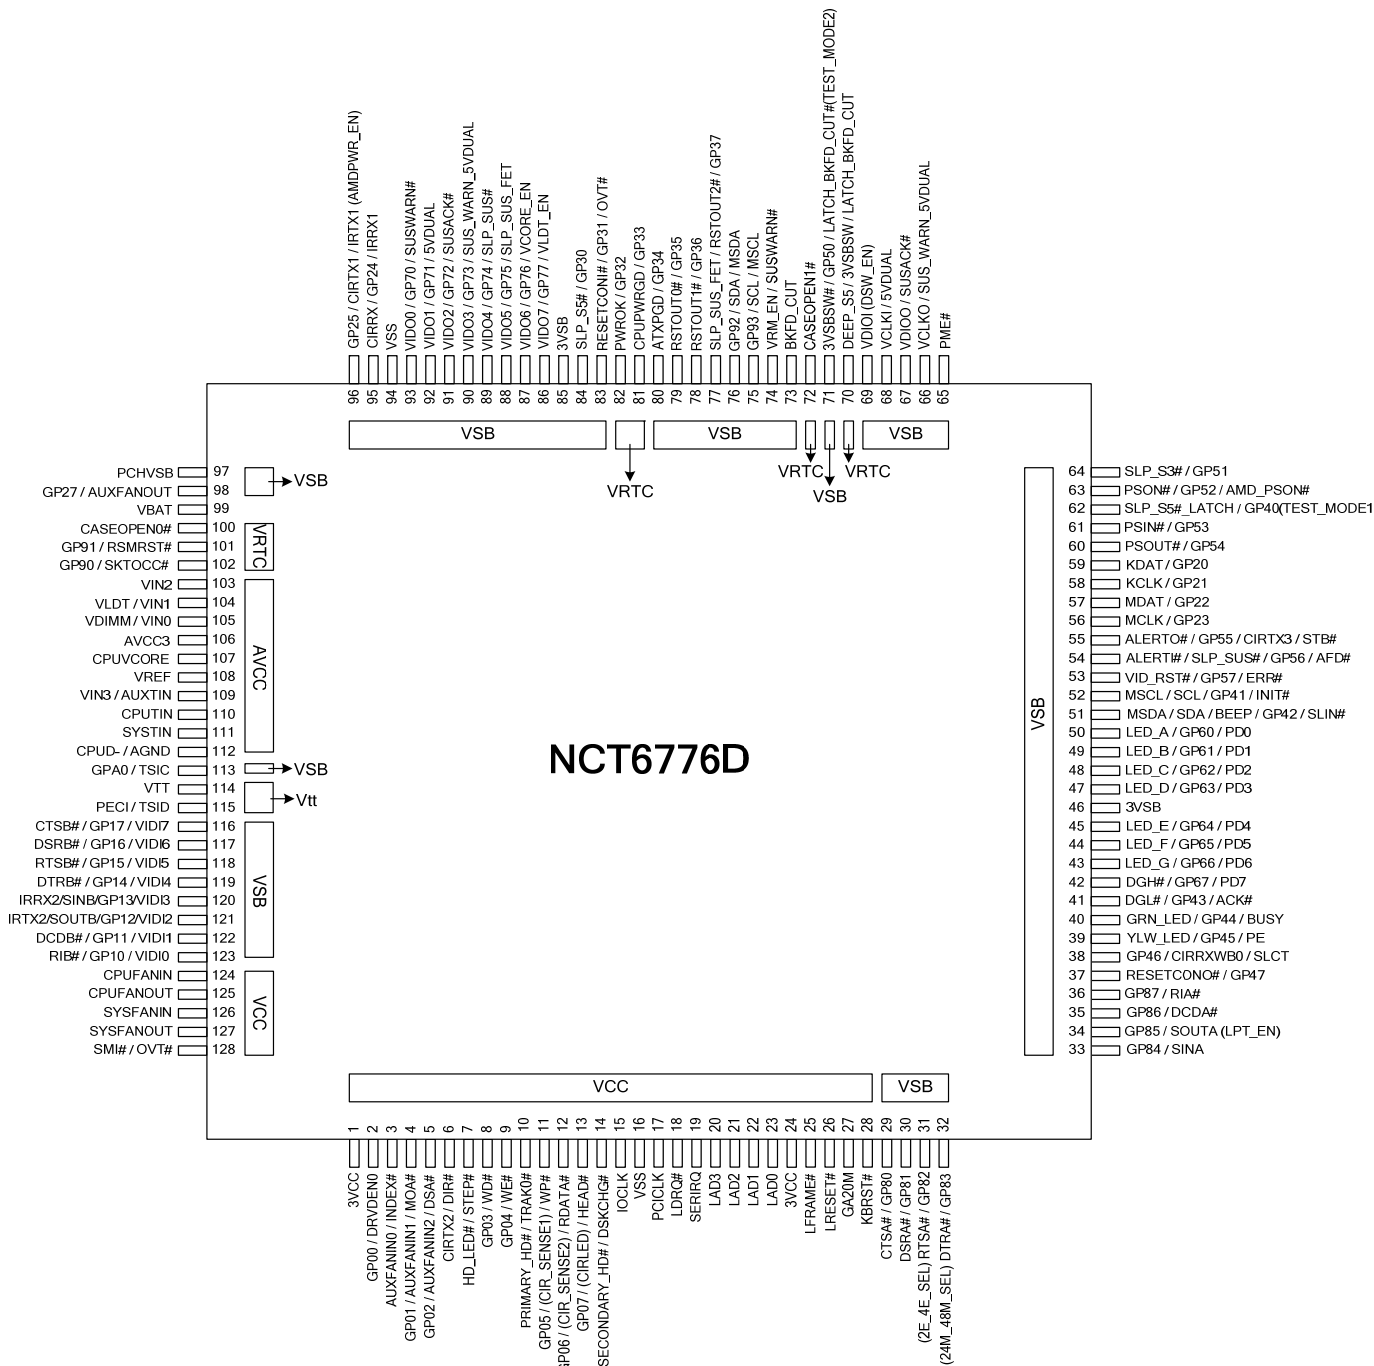 GP25 / CIRTX1 / IRTX1 (AMDPWR_EN)
CIRRX / GP24 / IRRX1
VSS
VIDO0 / GP70 / SUSWARN#
VIDO1 / GP71 / 5VDUAL
VIDO2 / GP72 / SUSACK#
VIDO3 / GP73 / SUS_WARN_5VDUAL
VIDO4 / GP74 / SLP_SUS#
VIDO5 / GP75 / SLP_SUS_FET
VIDO6 / GP76 / VCORE_EN
VIDO7 / GP77 / VLDT_EN
3VSB
SLP_S5# / GP30
RESETCONI# / GP31 / OVT#
PWROK / GP32
CPUPWRGD / GP33
ATXPGD / GP34
RSTOUT0# / GP35
RSTOUT1# / GP36
SLP_SUS_FET / RSTOUT2# / GP37
GP92 / SDA / MSDA
GP93 / SCL / MSCL
VRM_EN / SUSWARN#
BKFD_CUT
CASEOPEN1#
3VSBSW# / GP50 / LATCH_BKFD_CUT#(TEST_MODE2)
DEEP_S5 / 3VSBSW / LATCH_BKFD_CUT
VDIOI (DSW_EN)
VCLKI / 5VDUAL
VDIOO / SUSACK#
VCLKO / SUS_WARN_5VDUAL
PME#
96 95 94 93 92 91 90 89 88 87 86 85 84 83 82 81 80 79 78 77 76 75 74 73 72 71 70 69 68 67 66 65
VSB
VSB
VSB
VRTC
VRTC
VSB
VRTC
PCHVSB 97
GP27 / AUXFANOUT 98
VBAT 99
CASEOPEN0# 100
GP91 / RSMRST# 101
GP90 / SKTOCC# 102
VIN2 103
VLDT / VIN1 104
VDIMM / VIN0 105
AVCC3 106
CPUVCORE 107
VREF 108
VIN3 / AUXTIN 109
CPUTIN 110
SYSTIN 111
CPUD- / AGND 112
GPA0 / TSIC 113
VTT 114
PECI / TSID 115
CTSB# / GP17 / VIDI7 116
DSRB# / GP16 / VIDI6 117
RTSB# / GP15 / VIDI5 118
DTRB# / GP14 / VIDI4 119
IRRX2/SINB/GP13/VIDI3 120
IRTX2/SOUTB/GP12/VIDI2 121
DCDB# / GP11 / VIDI1 122
RIB# / GP10 / VIDI0 123
CPUFANIN 124
CPUFANOUT 125
SYSFANIN 126
SYSFANOUT 127
SMI# / OVT# 128
VSB
VRTC
AVCC
VSB
Vtt
VSB
VCC
NCT6776D
VSB
64 SLP_S3# / GP51
63 PSON# / GP52 / AMD_PSON#
62 SLP_S5#_LATCH / GP40(TEST_MODE1
61 PSIN# / GP53
60 PSOUT# / GP54
59 KDAT / GP20
58 KCLK / GP21
57 MDAT / GP22
56 MCLK / GP23
55 ALERTO# / GP55 / CIRTX3 / STB#
54 ALERTI# / SLP_SUS# / GP56 / AFD#
53 VID_RST# / GP57 / ERR#
52 MSCL / SCL / GP41 / INIT#
51 MSDA / SDA / BEEP / GP42 / SLIN#
50 LED_A / GP60 / PD0
49 LED_B / GP61 / PD1
48 LED_C / GP62 / PD2
47 LED_D / GP63 / PD3
46 3VSB
45 LED_E / GP64 / PD4
44 LED_F / GP65 / PD5
43 LED_G / GP66 / PD6
42 DGH# / GP67 / PD7
41 DGL# / GP43 / ACK#
40 GRN_LED / GP44 / BUSY
39 YLW_LED / GP45 / PE
38 GP46 / CIRRXWB0 / SLCT
37 RESETCONO# / GP47
36 GP87 / RIA#
35 GP86 / DCDA#
34 GP85 / SOUTA (LPT_EN)
33 GP84 / SINA
VCC
VSB
1 2 3 4 5 6 7 8 9 10 11 12 13 14 15 16 17 18 19 20 21 22 23 24 25 26 27 28 29 30 31 32
3VCC
GP00 / DRVDEN0
AUXFANIN0 / INDEX#
GP01 / AUXFANIN1 / MOA#
GP02 / AUXFANIN2 / DSA#
CIRTX2 / DIR#
HD_LED# / STEP#
GP03 / WD#
GP04 / WE#
PRIMARY_HD# / TRAK0#
GP05 / (CIR_SENSE1) / WP#
GP06 / (CIR_SENSE2) / RDATA#
GP07 / (CIRLED) / HEAD#
SECONDARY_HD# / DSKCHG#
IOCLK
VSS
PCICLK
LDRQ#
SERIRQ
LAD3
LAD2
LAD1
LAD0
3VCC
LFRAME#
LRESET#
GA20M
KBRST#
CTSA# / GP80
DSRA# / GP81
(2E_4E_SEL) RTSA# / GP82
(24M_48M_SEL) DTRA# / GP83